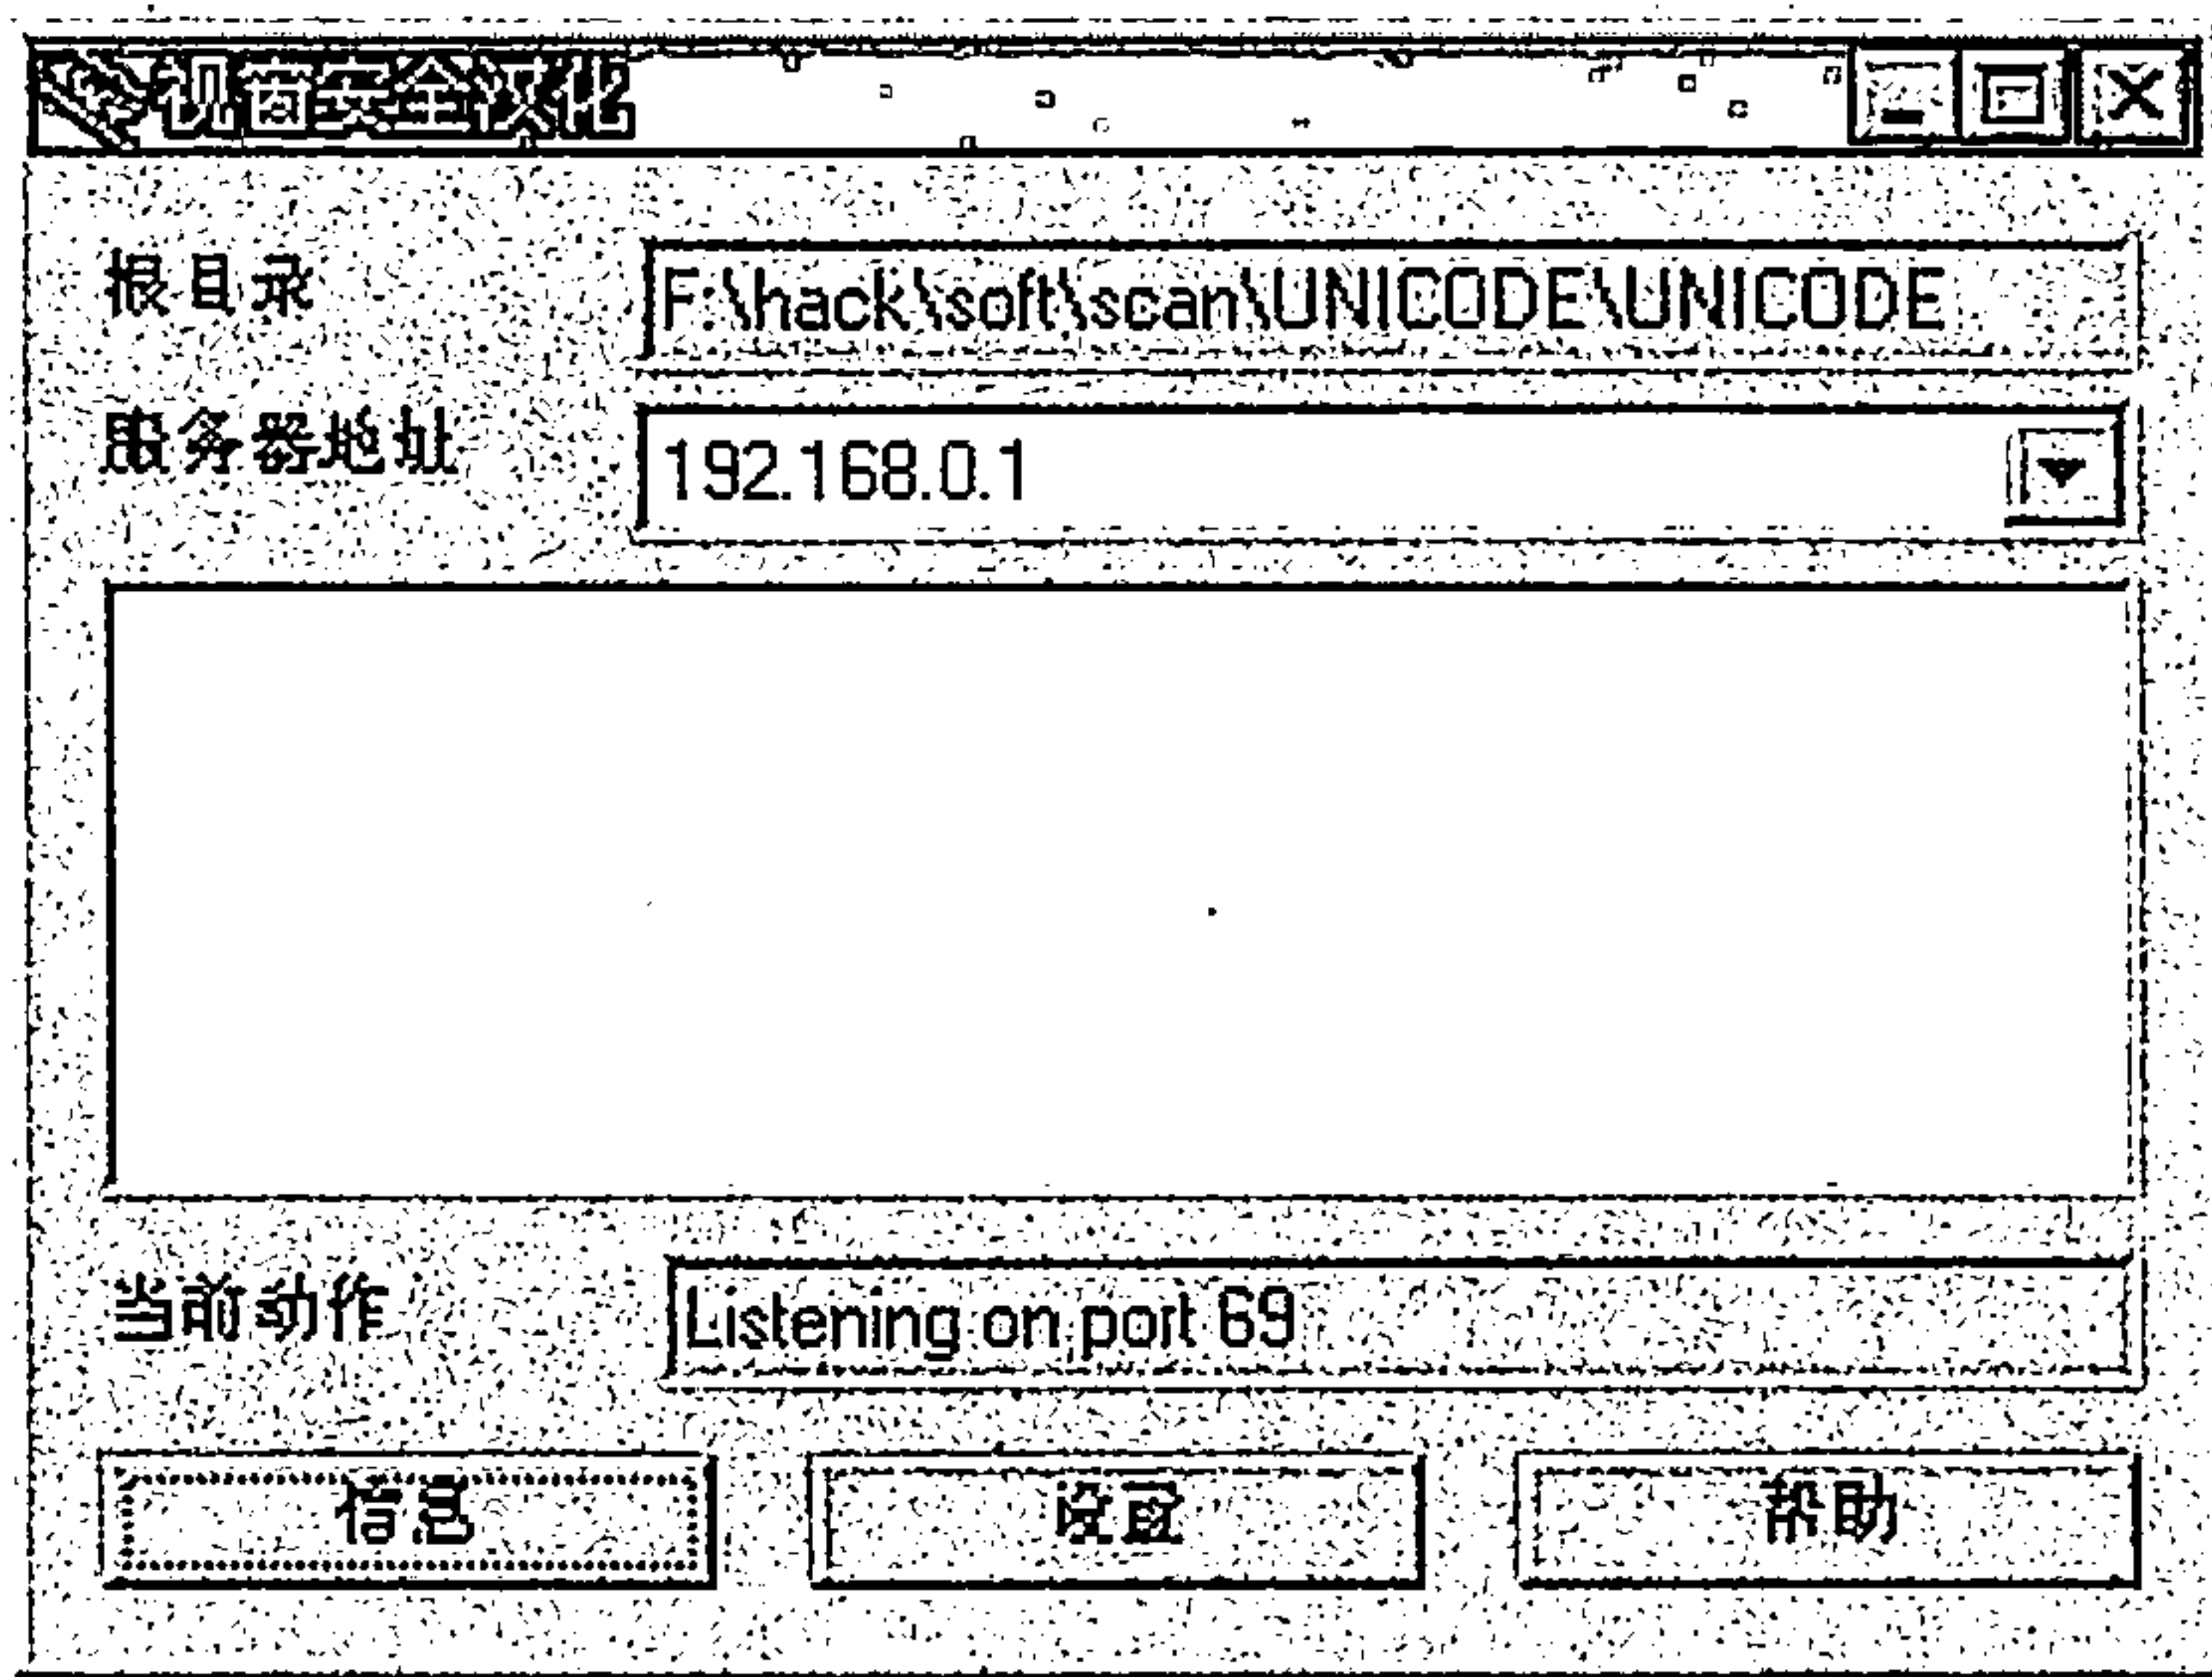 视窗安全汉化
根目录 F:\hack\soft\scan\UNICODE\UNICODE
服务器地址 192.168.0.1
当前动作 Listening on port 69
信息 设置 帮助